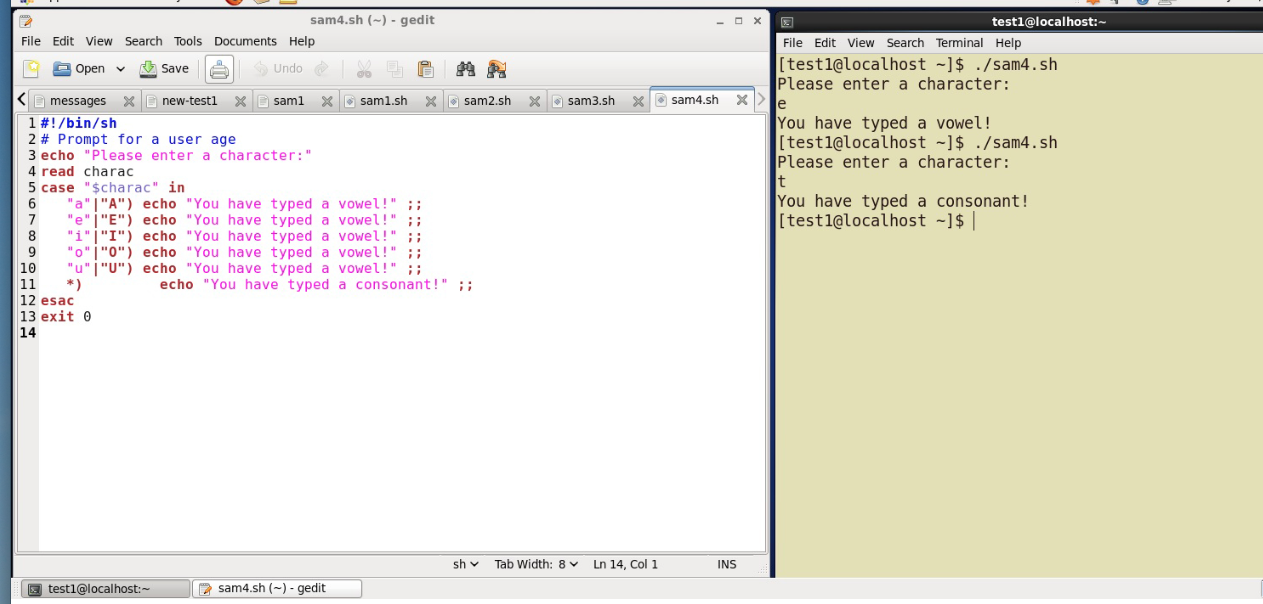 sam4.sh (~) - gedit
File Edit View Search Tools Documents Help
Open Save Undo
messages new-test1 sam1 sam1.sh sam2.sh sam3.sh sam4.sh
1 #!/bin/sh
2 # Prompt for a user age
3 echo "Please enter a character:"
4 read charac
5 case "$charac" in
6    "a"|"A") echo "You have typed a vowel!" ;;
7    "e"|"E") echo "You have typed a vowel!" ;;
8    "i"|"I") echo "You have typed a vowel!" ;;
9    "o"|"O") echo "You have typed a vowel!" ;;
10    "u"|"U") echo "You have typed a vowel!" ;;
11    *)         echo "You have typed a consonant!" ;;
12 esac
13 exit 0
14
sh Tab Width: 8 Ln 14, Col 1 INS
test1@localhost:~
File Edit View Search Terminal Help
[test1@localhost ~]$ ./sam4.sh
Please enter a character:
e
You have typed a vowel!
[test1@localhost ~]$ ./sam4.sh
Please enter a character:
t
You have typed a consonant!
[test1@localhost ~]$
test1@localhost:~ sam4.sh (~) - gedit